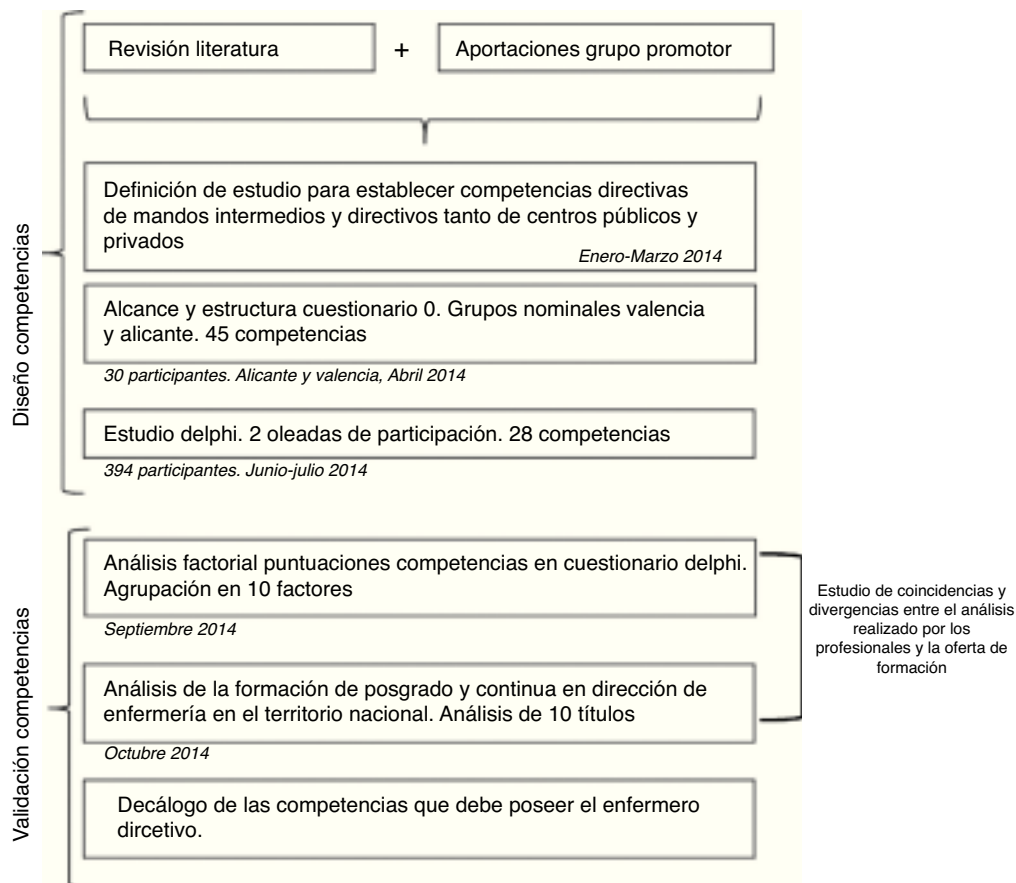 Revisión literatura + Aportaciones grupo promotor
Definición de estudio para establecer competencias directivas
de mandos intermedios y directivos tanto de centros públicos y
privados
Enero-Marzo 2014
Alcance y estructura cuestionario 0. Grupos nominales valencia
y alicante. 45 competencias
30 participantes. Alicante y valencia, Abril 2014
Estudio delphi. 2 oleadas de participación. 28 competencias
394 participantes. Junio-julio 2014
Diseño competencias
Análisis factorial puntuaciones competencias en cuestionario delphi.
Agrupación en 10 factores
Septiembre 2014
Análisis de la formación de posgrado y continua en dirección de
enfermería en el territorio nacional. Análisis de 10 títulos
Octubre 2014
Decálogo de las competencias que debe poseer el enfermero
dircetivo.
Validación competencias
Estudio de coincidencias y
divergencias entre el análisis
realizado por los
profesionales y la oferta de
formación